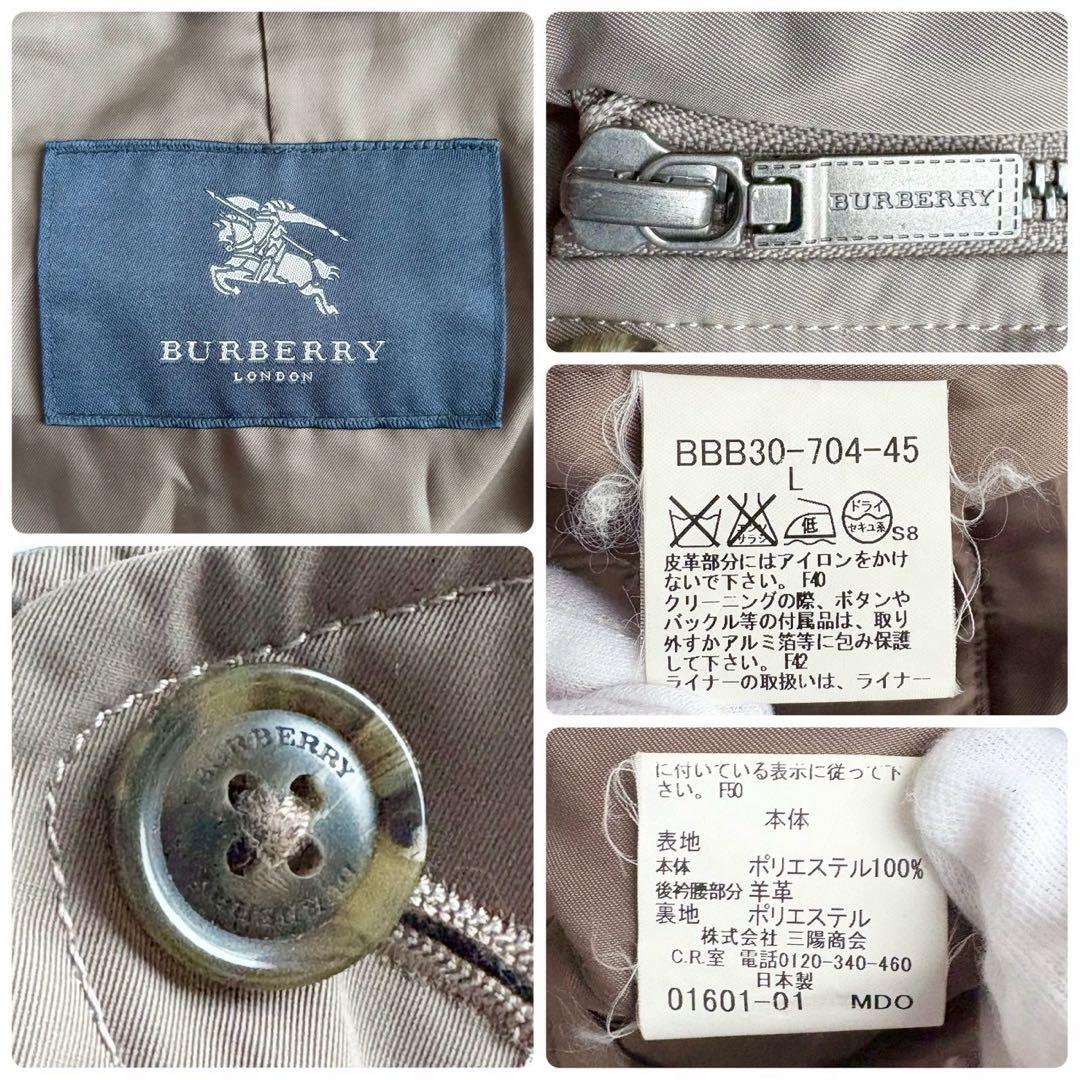 BURBERRY
LONDON
BURBERRY
BBB30-704-45
L
エンソ
サラシ
低
ドライ
セキユ系
S8
皮革部分にはアイロンをかけ
ないで下さい。F40
クリーニングの際、ボタンや
バックル等の付属品は、取り
外すかアルミ箔等に包み保護
して下さい。F42
ライナーの取扱いは、ライナー
BURBERRY
BURBERRY
に付いている表示に従って下
さい。F50
本体
表地
本体 ポリエステル100%
後衿腰部分 羊革
裏地 ポリエステル
株式会社 三陽商会
C.R.室 電話0120-340-460
日本製
01601-01 MDO